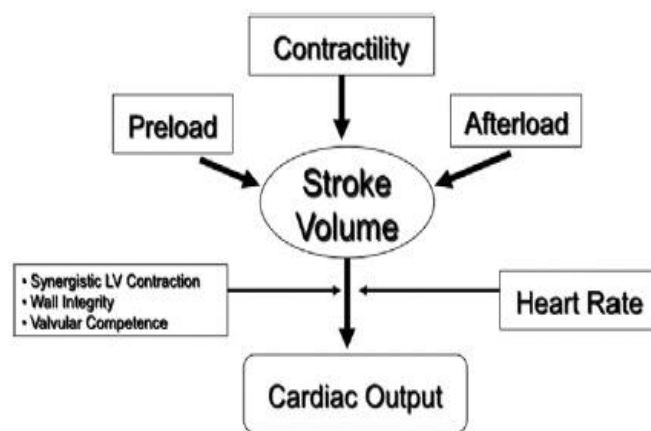 Contractility
Preload
Afterload
Stroke
Volume
• Synergistic LV Contraction
• Wall Integrity
• Valvular Competence
Heart Rate
Cardiac Output